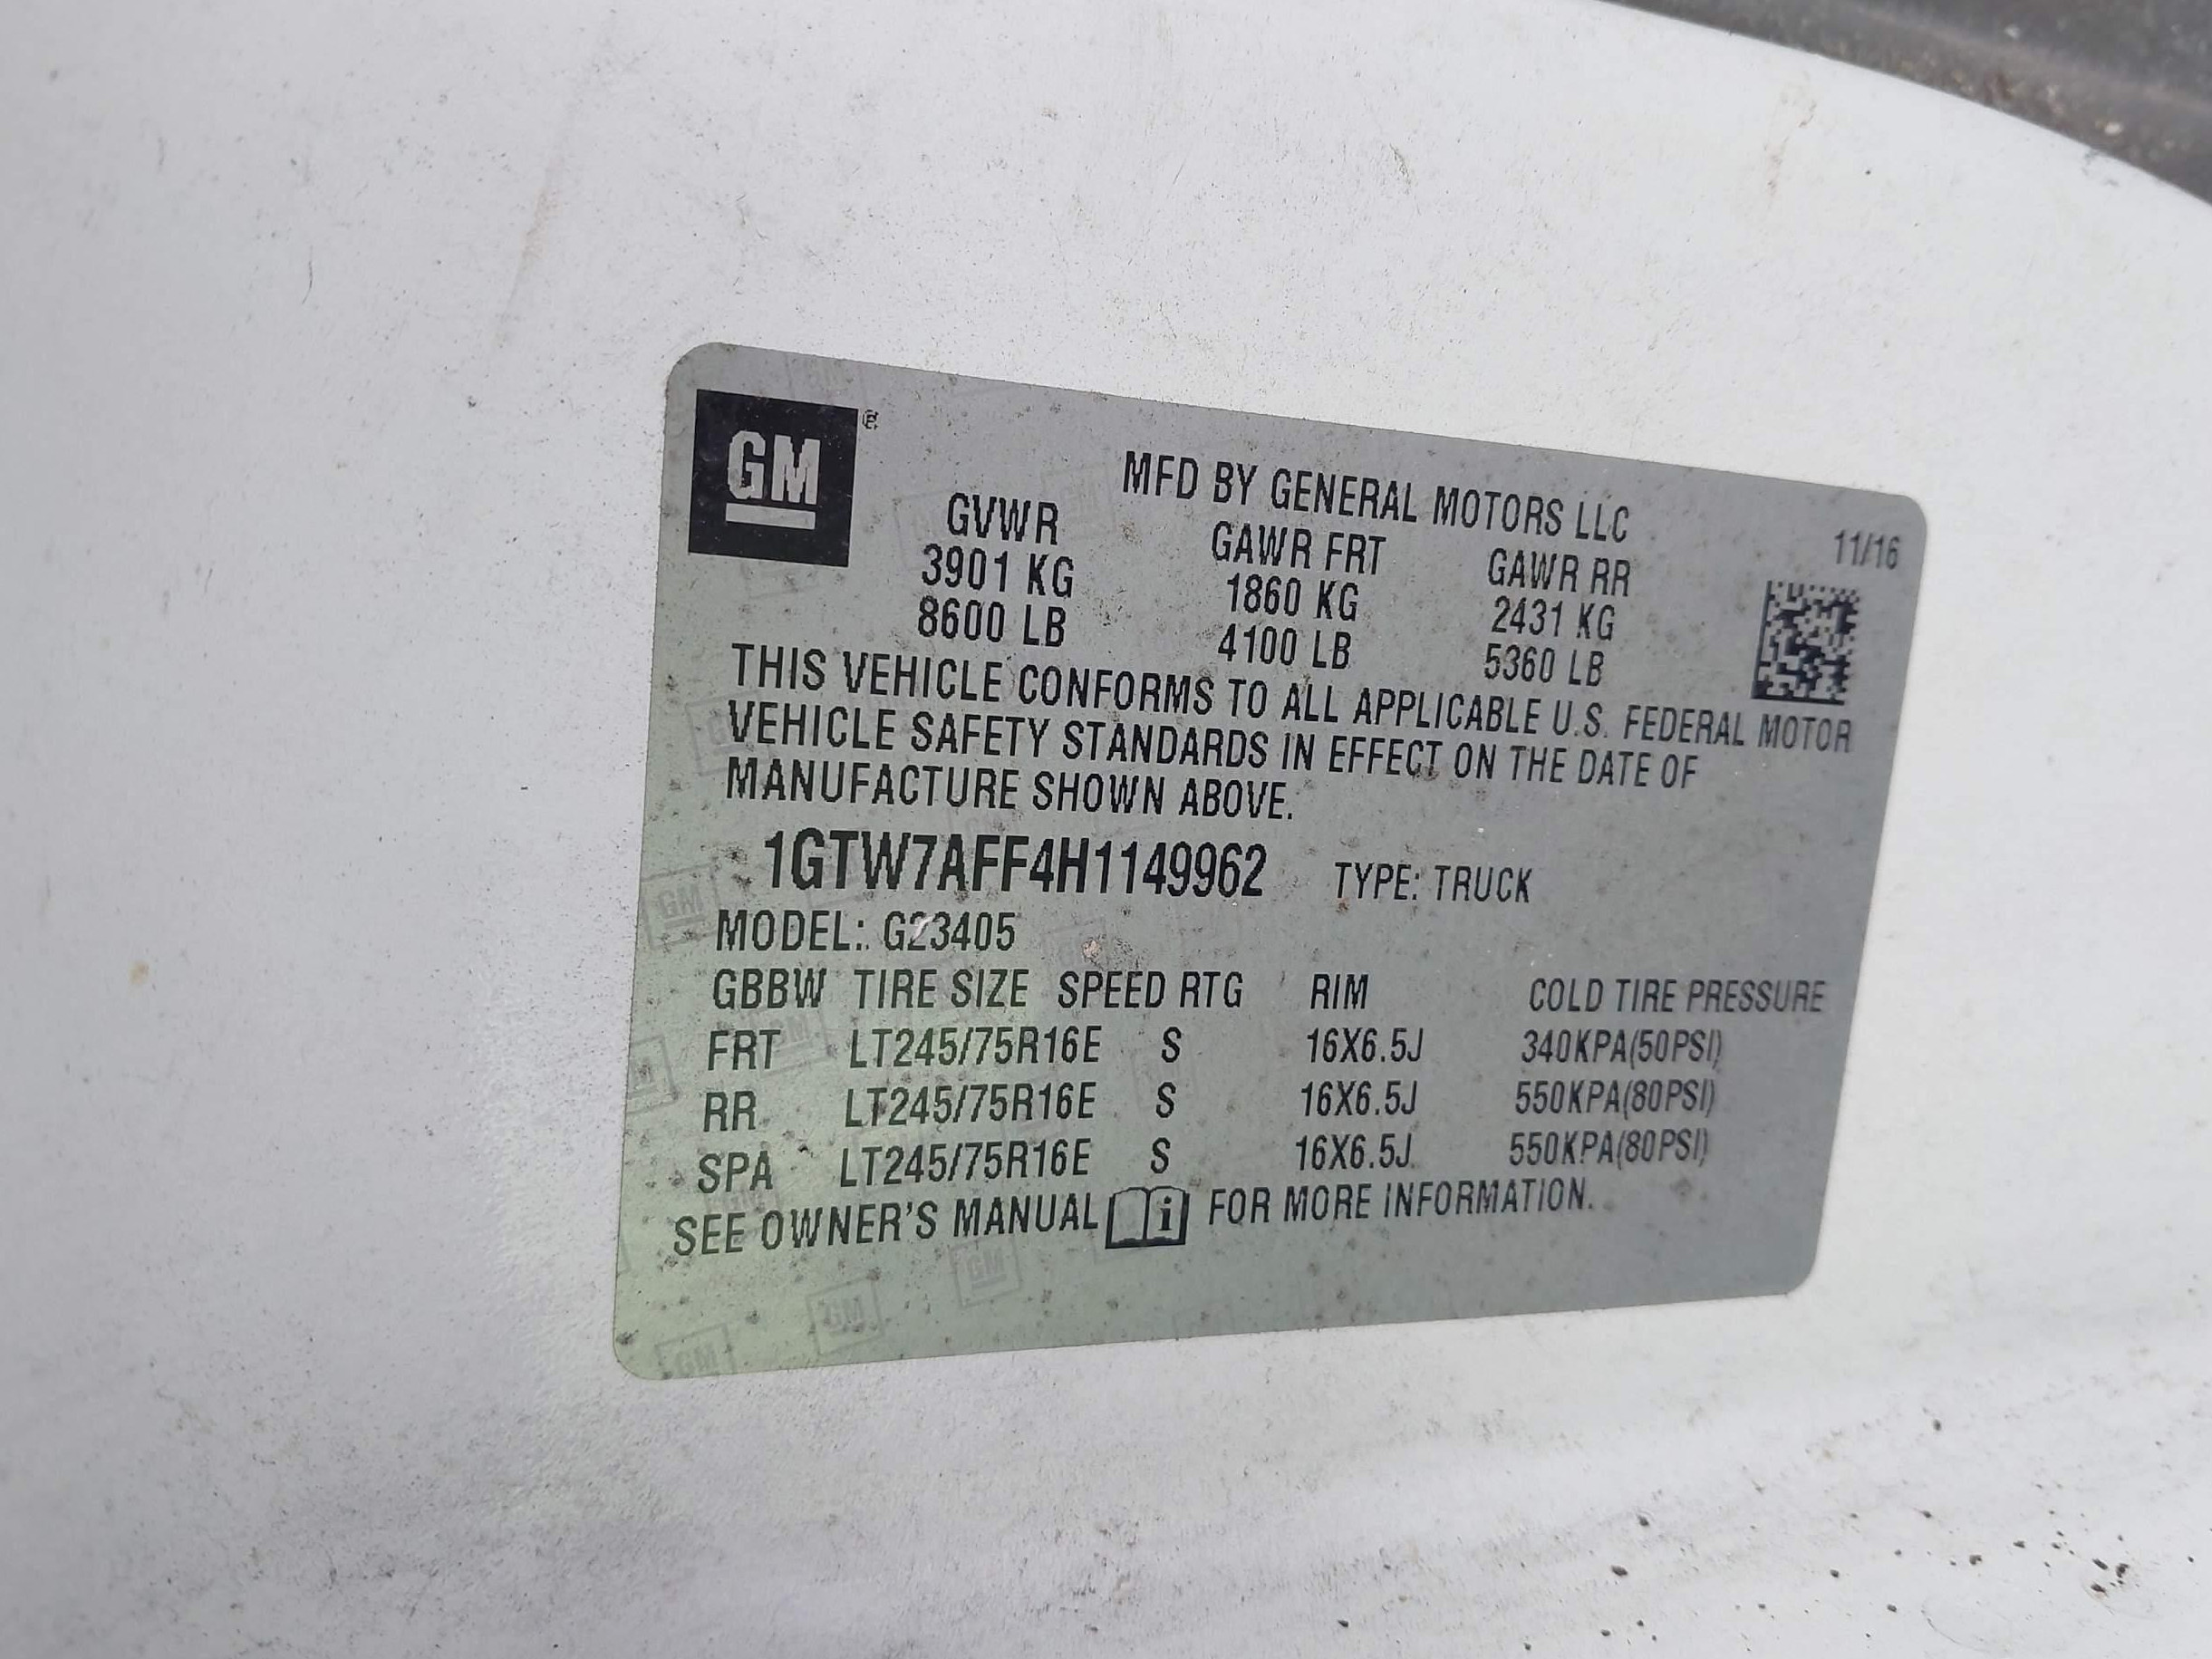 GM ®
MFD BY GENERAL MOTORS LLC
11/16
GVWR GAWR FRT GAWR RR
3901 KG 1860 KG 2431 KG
8600 LB 4100 LB 5360 LB
THIS VEHICLE CONFORMS TO ALL APPLICABLE U.S. FEDERAL MOTOR
VEHICLE SAFETY STANDARDS IN EFFECT ON THE DATE OF
MANUFACTURE SHOWN ABOVE.
1GTW7AFF4H1149962 TYPE: TRUCK
MODEL: G23405
GBBW TIRE SIZE SPEED RTG RIM COLD TIRE PRESSURE
FRT LT245/75R16E S 16X6.5J 340KPA(50PSI)
RR LT245/75R16E S 16X6.5J 550KPA(80PSI)
SPA LT245/75R16E S 16X6.5J 550KPA(80PSI)
SEE OWNER'S MANUAL i FOR MORE INFORMATION.